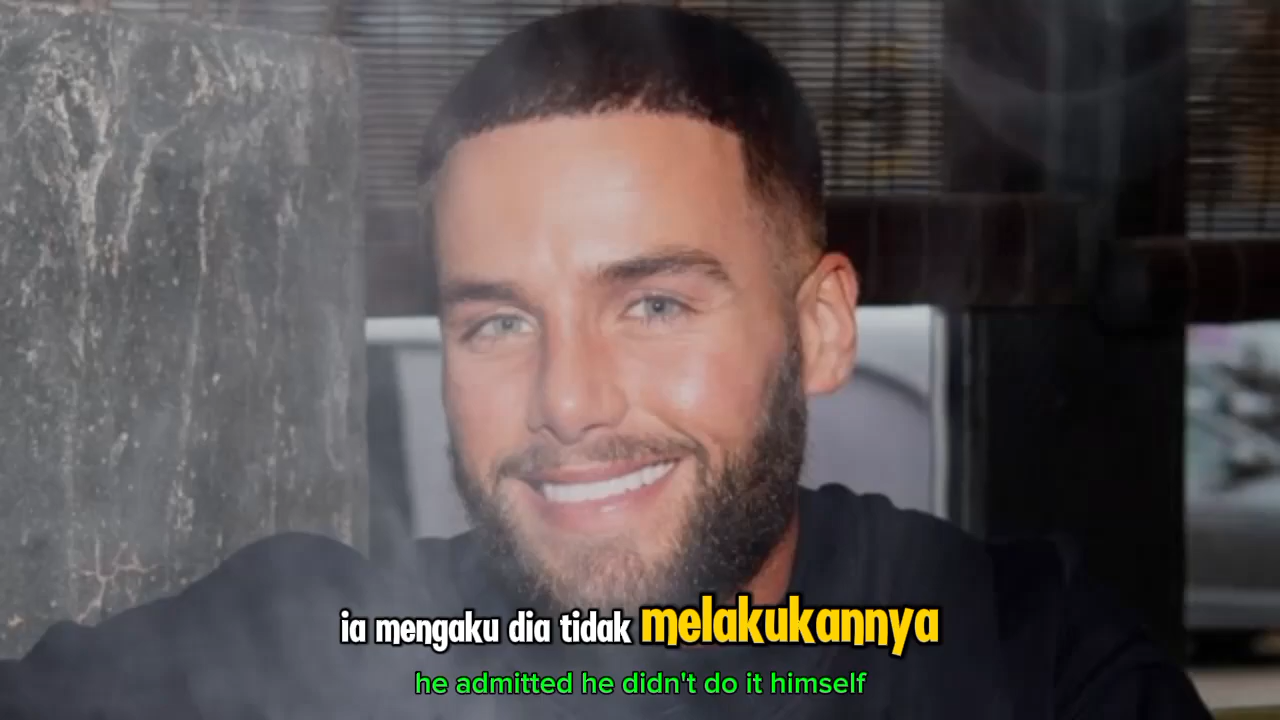 ia mengaku dia tidak melakukannya
he admitted he didn't do it himself